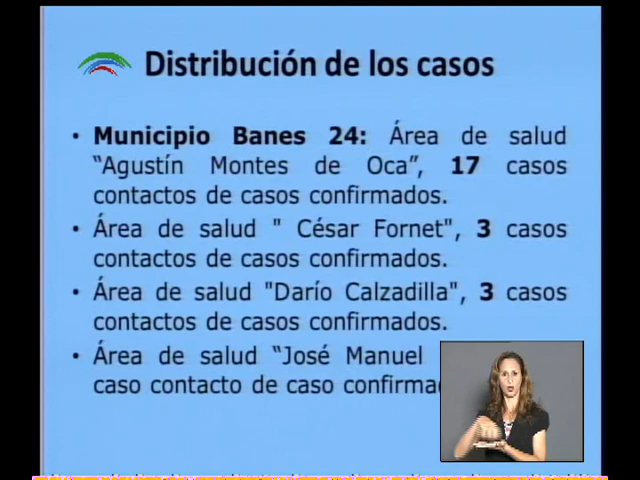 Distribución de los casos
• Municipio Banes 24: Área de salud
“Agustín Montes de Oca”, 17 casos
contactos de casos confirmados.
• Área de salud " César Fornet", 3 casos
contactos de casos confirmados.
• Área de salud "Darío Calzadilla", 3 casos
contactos de casos confirmados.
• Área de salud “José Manuel
caso contacto de caso confirma